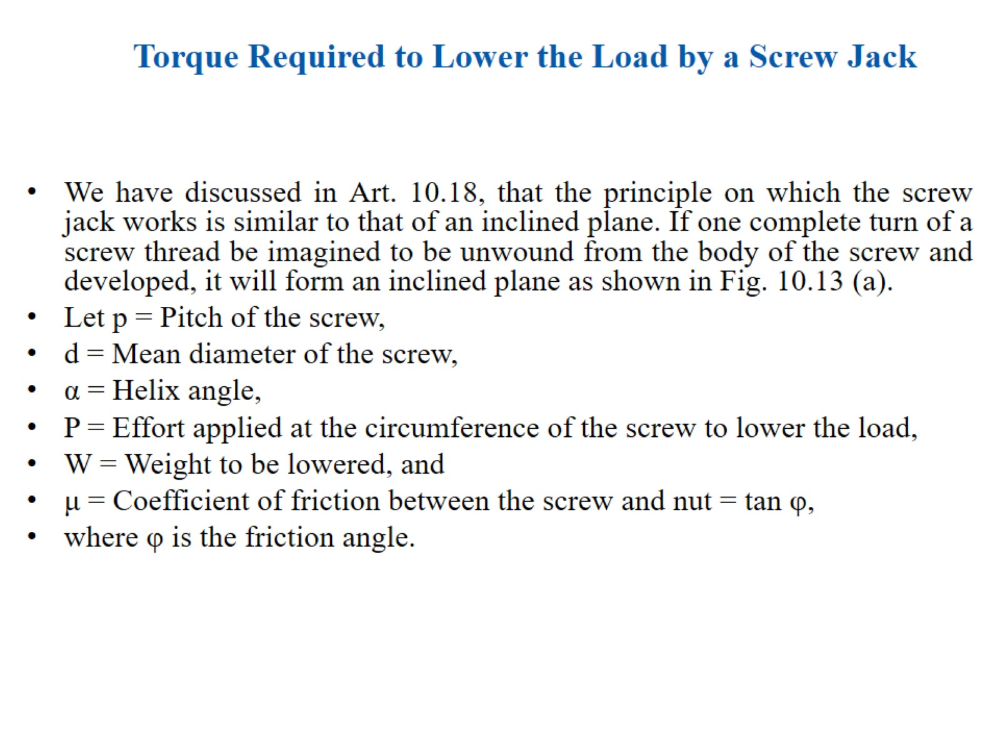 Torque Required to Lower the Load by a Screw Jack
• We have discussed in Art. 10.18, that the principle on which the screw
jack works is similar to that of an inclined plane. If one complete turn of a
screw thread be imagined to be unwound from the body of the screw and
developed, it will form an inclined plane as shown in Fig. 10.13 (a).
• Let p = Pitch of the screw,
• d = Mean diameter of the screw,
• α = Helix angle,
• P = Effort applied at the circumference of the screw to lower the load,
• W = Weight to be lowered, and
• μ = Coefficient of friction between the screw and nut = tan φ,
• where φ is the friction angle.